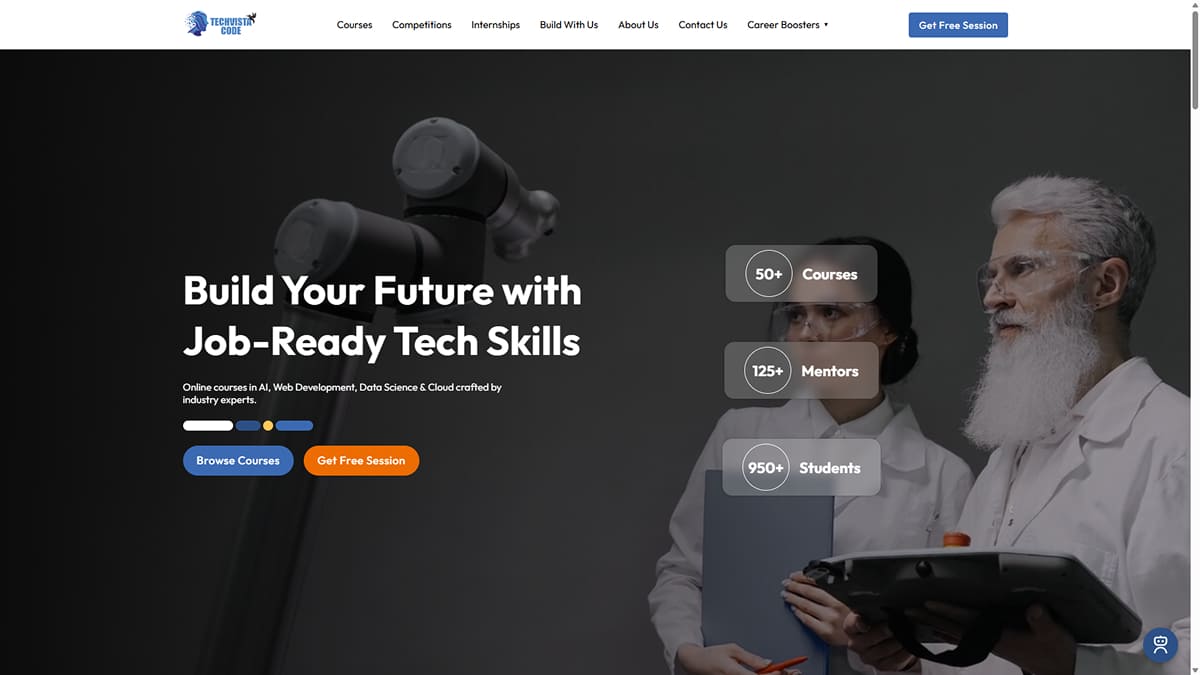 TECHVISTA
CODE
Courses
Competitions
Internships
Build With Us
About Us
Contact Us
Career Boosters
Get Free Session
Build Your Future with
Job-Ready Tech Skills
Online courses in AI, Web Development, Data Science & Cloud crafted by
industry experts.
Browse Courses
Get Free Session
50+ Courses
125+ Mentors
950+ Students